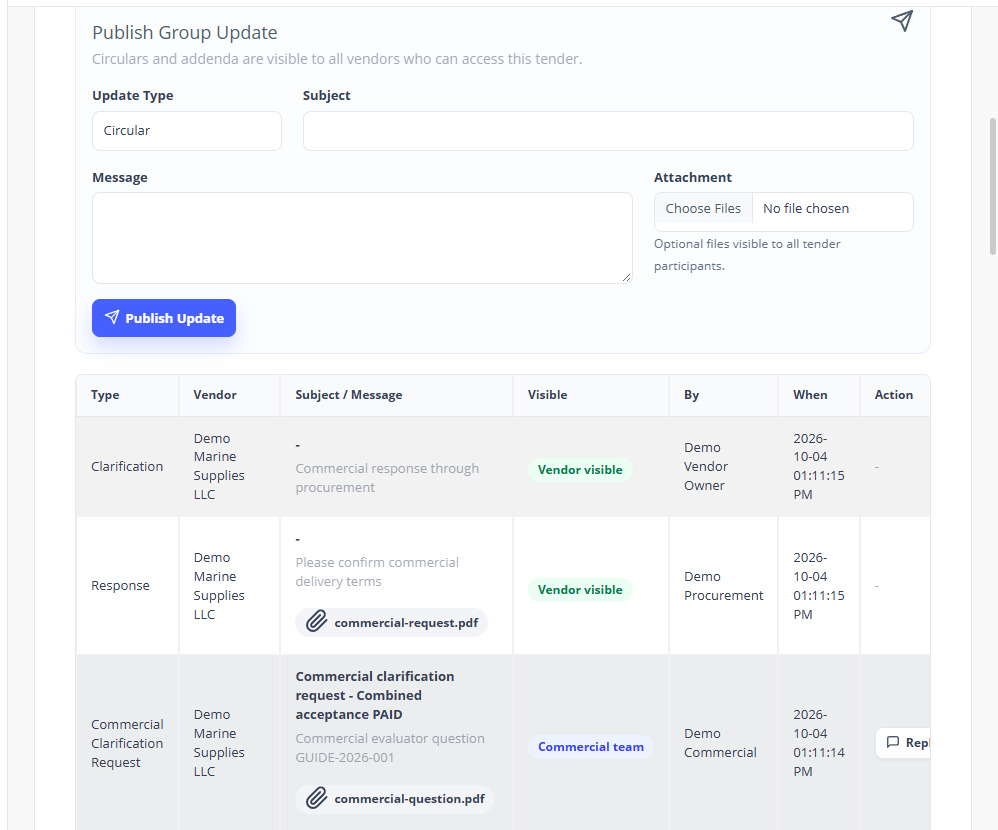 Publish Group Update
Circulars and addenda are visible to all vendors who can access this tender.
Update Type
Subject
Circular
Message
Attachment
Choose Files No file chosen
Optional files visible to all tender
participants.
Publish Update
Type Vendor Subject / Message Visible By When Action
Clarification
Demo
Marine
Supplies
LLC
-
Commercial response through
procurement
Vendor visible
Demo
Vendor
Owner
2026-
10-04
01:11:15
PM
-
Response
Demo
Marine
Supplies
LLC
-
Please confirm commercial
delivery terms
commercial-request.pdf
Vendor visible
Demo
Procurement
2026-
10-04
01:11:15
PM
-
Commercial
Clarification
Request
Demo
Marine
Supplies
LLC
Commercial clarification
request - Combined
acceptance PAID
Commercial evaluator question
GUIDE-2026-001
commercial-question.pdf
Commercial team
Demo
Commercial
2026-
10-04
01:11:14
PM